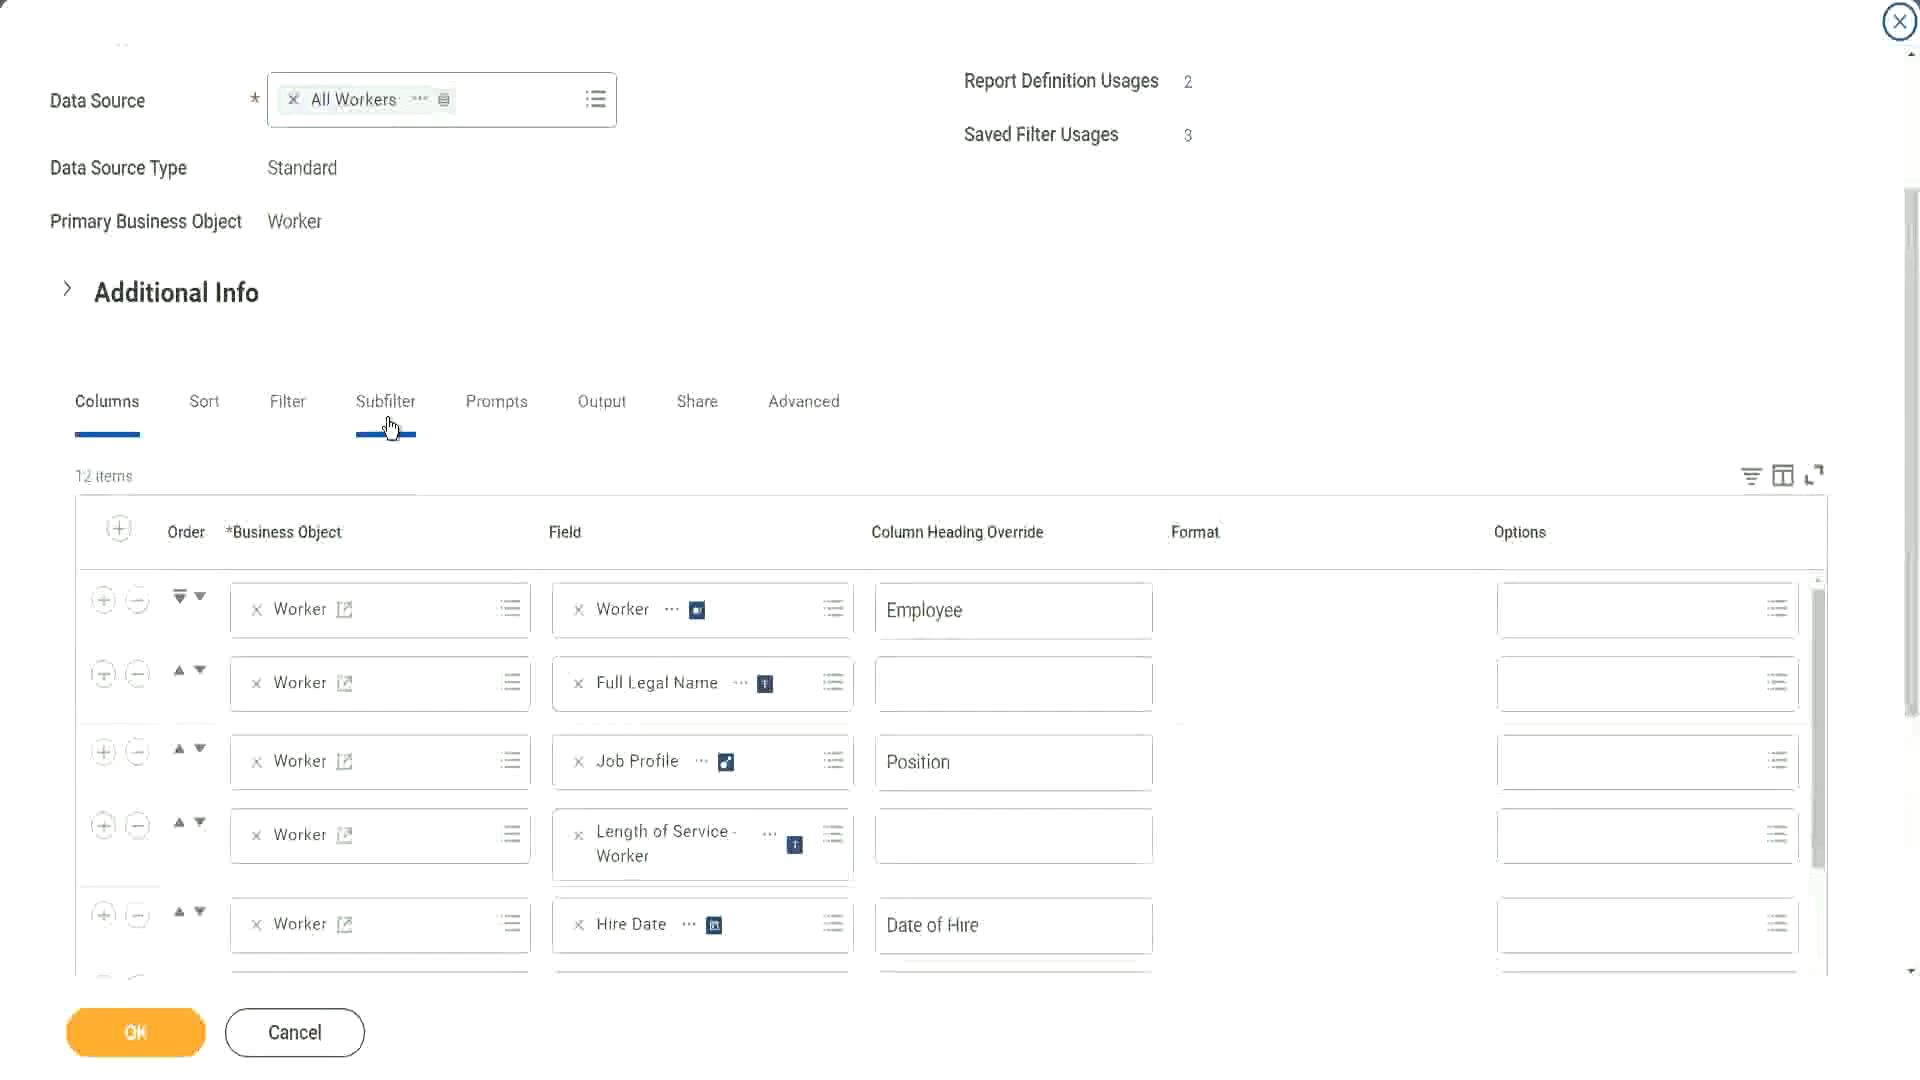 Data Source * All Workers
Report Definition Usages 2
Saved Filter Usages 3
Data Source Type Standard
Primary Business Object Worker
Additional Info
Columns Sort Filter Subfilter Prompts Output Share Advanced
12 items
Order *Business Object Field Column Heading Override Format Options
Worker Worker Employee
Worker Full Legal Name
Worker Job Profile Position
Worker Length of Service -
Worker
Worker Hire Date Date of Hire
OK Cancel